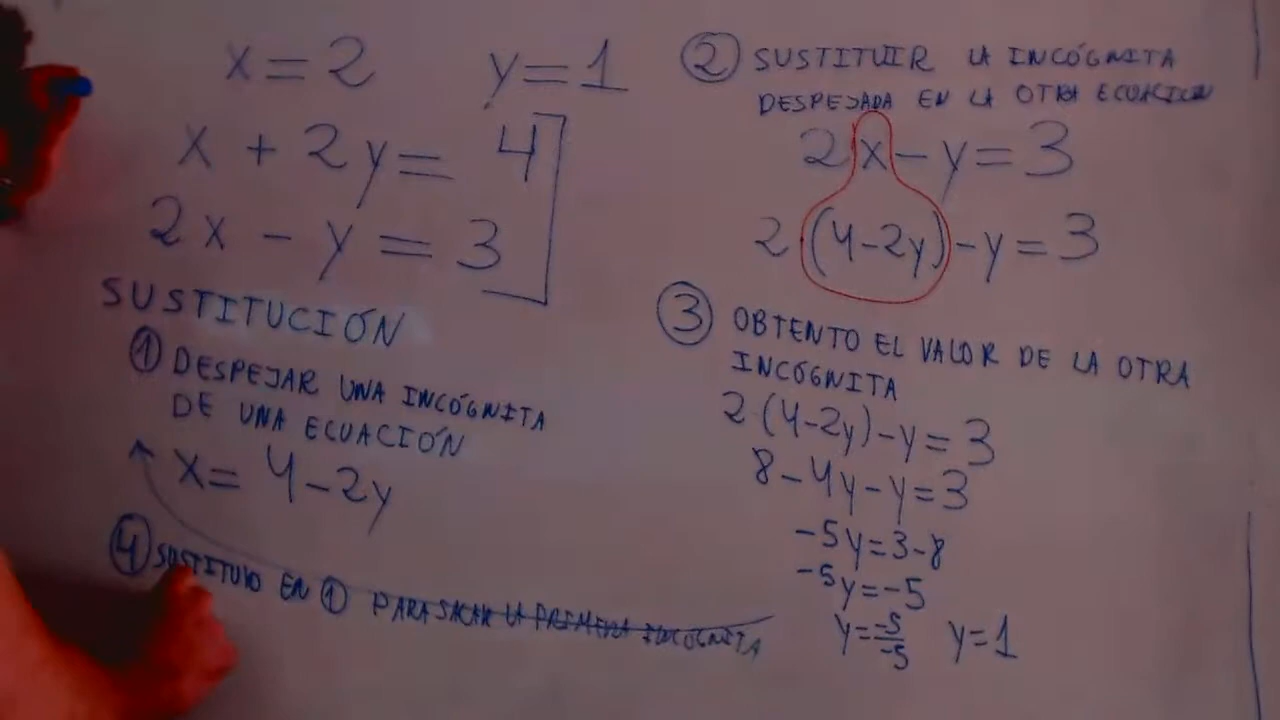 x=2 y=1
x + 2y = 4
2x - y = 3
SUSTITUCIÓN
① DESPEJAR UNA INCÓGNITA
DE UNA ECUACIÓN
x= 4-2y
④ SUSTITUYO EN ① PARA SACAR LA PRIMERA INCOGNITA
② SUSTITUIR LA INCÓGNITA
DESPEJADA EN LA OTRA ECUACION
2x-y=3
2(4-2y)-y=3
③ OBTENTO EL VALOR DE LA OTRA
INCÓGNITA
2·(4-2y)-y=3
8-4y-y=3
-5y=3-8
-5y=-5
y=-5/-5 y=1